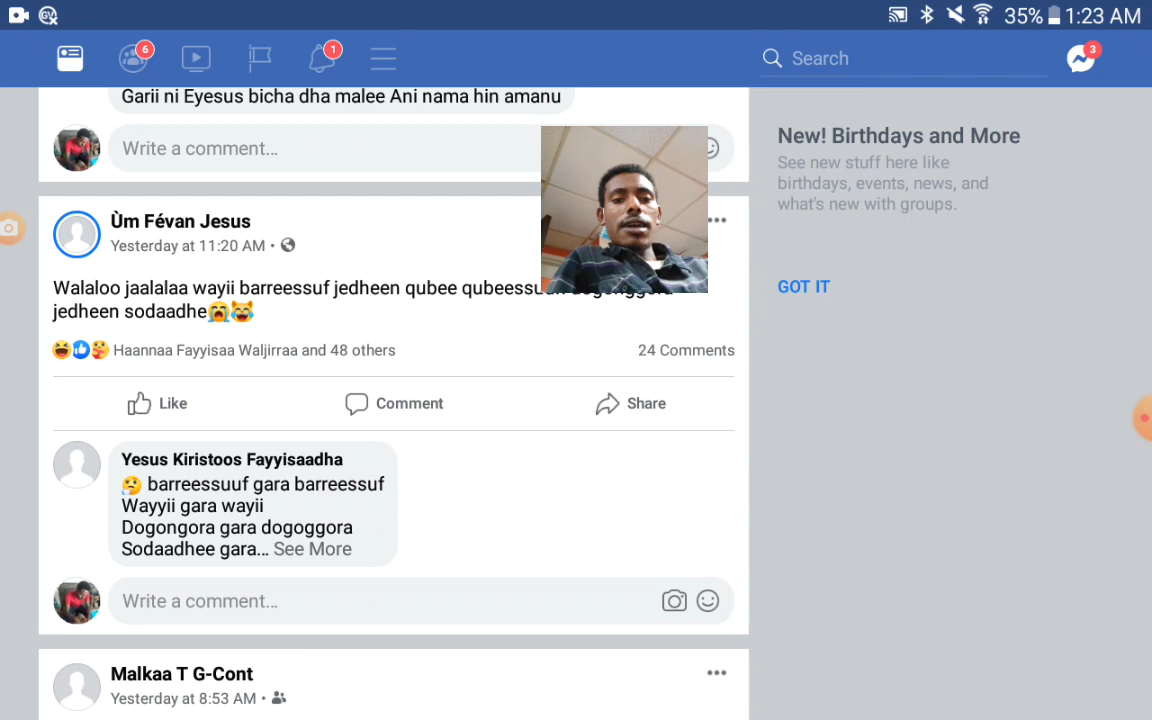 35% 1:23 AM
6
1
Search
3
Garii ni Eyesus bicha dha malee Ani nama hin amanu
Write a comment...
New! Birthdays and More
See new stuff here like
birthdays, events, news, and
what's new with groups.
GOT IT
Ùm Févan Jesus
Yesterday at 11:20 AM •
Walaloo jaalalaa wayii barreessuf jedheen qubee
jedheen sodaadhe😭😹
Haannaa Fayyisaa Waljirraa and 48 others
24 Comments
Like
Comment
Share
Yesus Kiristoos Fayyisaadha
🤔 barreessuuf gara barreessuf
Wayyii gara wayii
Dogongora gara dogoggora
Sodaadhee gara... See More
Write a comment...
Malkaa T G-Cont
Yesterday at 8:53 AM •